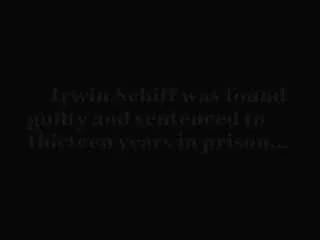 Irwin Schiff was found
guilty and sentenced to
thirteen years in prison...